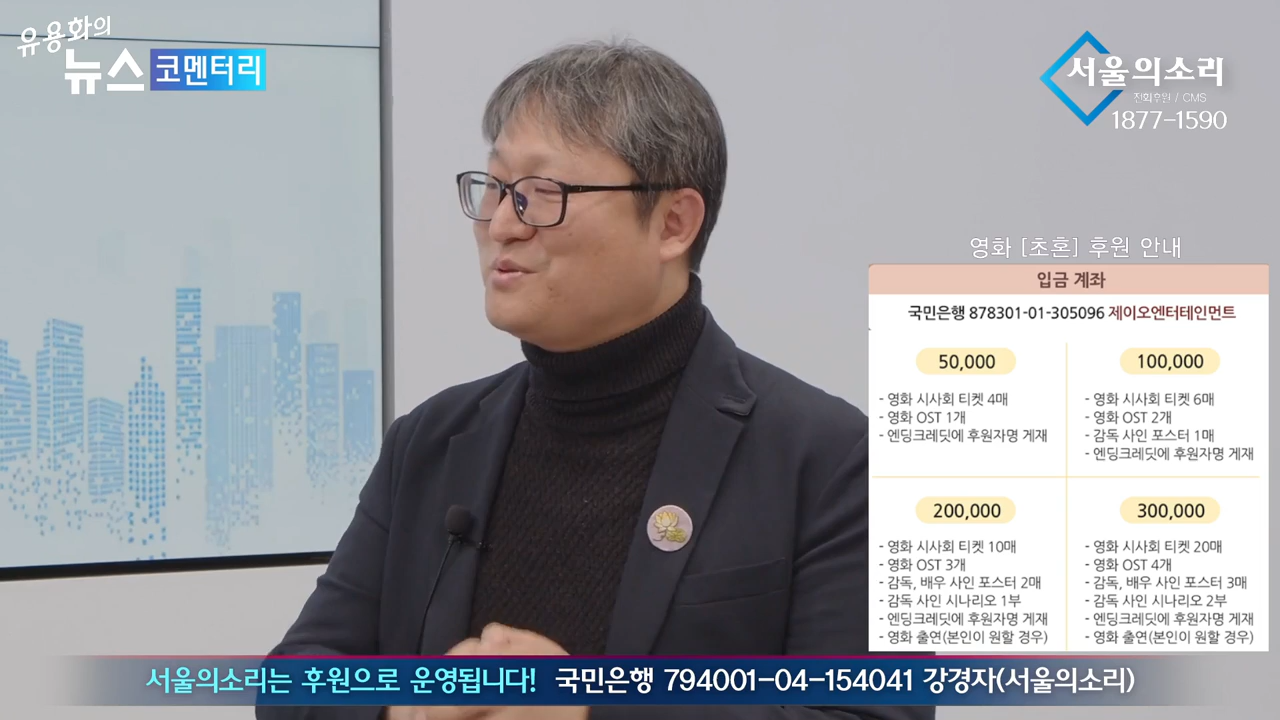 유용화의
뉴스 코멘터리
서울의소리
전화후원 / CMS
1877-1590
영화 [초혼] 후원 안내
입금 계좌
국민은행 878301-01-305096 제이오엔터테인먼트
50,000
- 영화 시사회 티켓 4매
- 영화 OST 1개
- 엔딩크레딧에 후원자명 게재
100,000
- 영화 시사회 티켓 6매
- 영화 OST 2개
- 감독 사인 포스터 1매
- 엔딩크레딧에 후원자명 게재
200,000
- 영화 시사회 티켓 10매
- 영화 OST 3개
- 감독, 배우 사인 포스터 2매
- 감독 사인 시나리오 1부
- 엔딩크레딧에 후원자명 게재
- 영화 출연(본인이 원할 경우)
300,000
- 영화 시사회 티켓 20매
- 영화 OST 4개
- 감독, 배우 사인 포스터 3매
- 감독 사인 시나리오 2부
- 엔딩크레딧에 후원자명 게재
- 영화 출연(본인이 원할 경우)
서울의소리는 후원으로 운영됩니다! 국민은행 794001-04-154041 강경자(서울의소리)